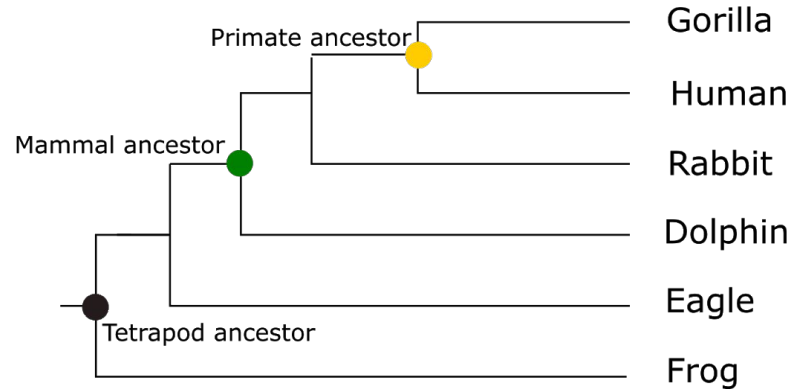 Gorilla
Primate ancestor
Human
Mammal ancestor
Rabbit
Dolphin
Eagle
Tetrapod ancestor
Frog